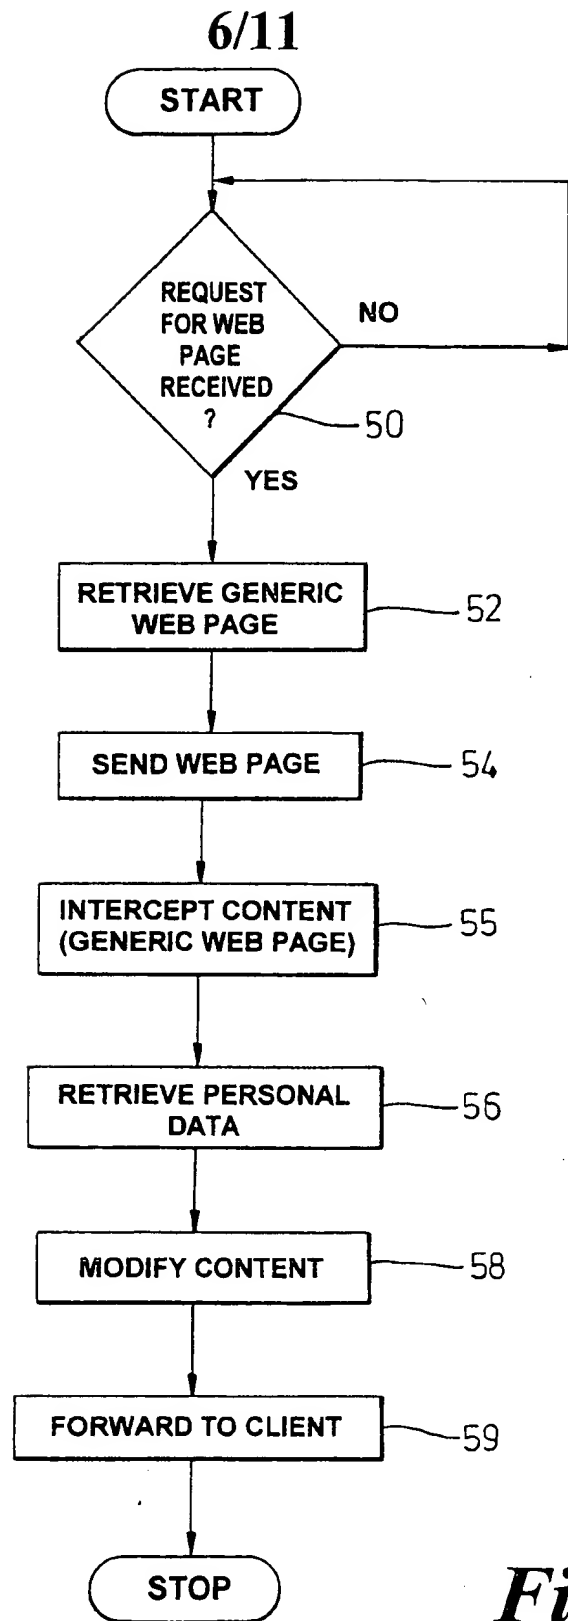 6/11
START
REQUEST
FOR WEB
PAGE
RECEIVED
?
NO
50
YES
RETRIEVE GENERIC
WEB PAGE
52
SEND WEB PAGE
54
INTERCEPT CONTENT
(GENERIC WEB PAGE)
55
RETRIEVE PERSONAL
DATA
56
MODIFY CONTENT
58
FORWARD TO CLIENT
59
STOP